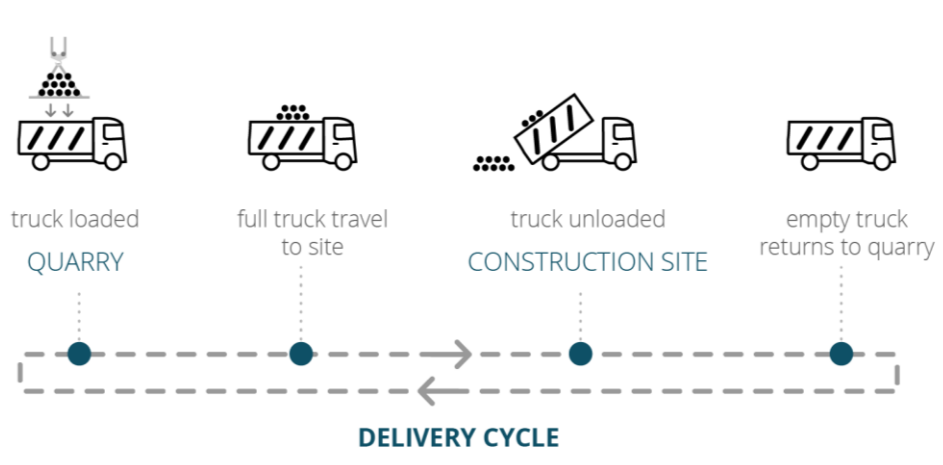 truck loaded
QUARRY
full truck travel
to site
truck unloaded
CONSTRUCTION SITE
empty truck
returns to quarry
DELIVERY CYCLE